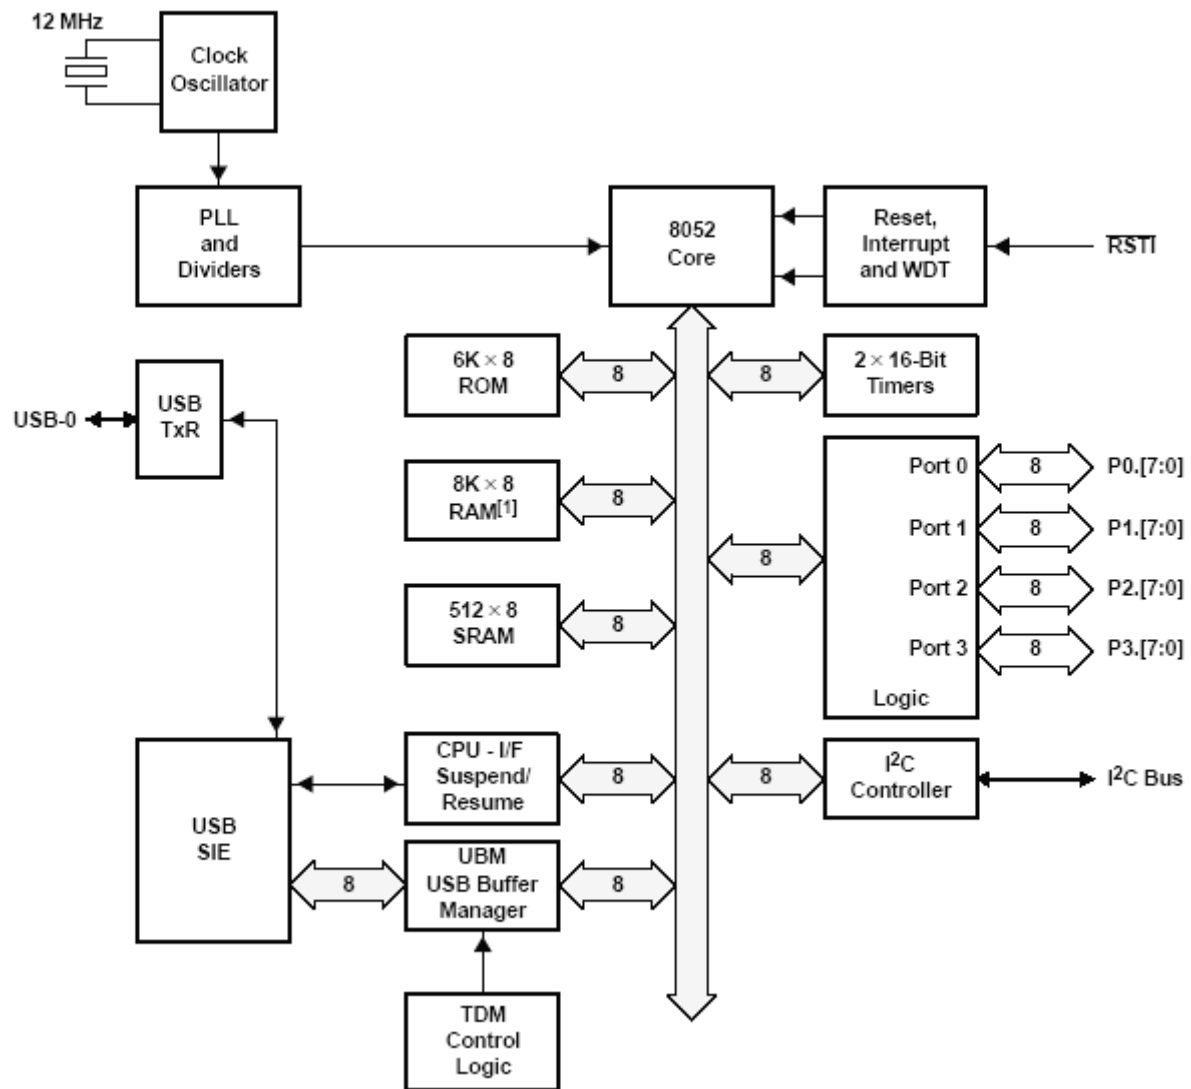 12 MHz
Clock
Oscillator
PLL
and
Dividers
8052
Core
Reset,
Interrupt
and WDT
RSTI
6K × 8
ROM
8
8
2 × 16-Bit
Timers
USB-0
USB
TxR
8K × 8
RAM[1]
8
512 × 8
SRAM
8
8
Port 0
8
P0.[7:0]
Port 1
8
P1.[7:0]
Port 2
8
P2.[7:0]
Port 3
8
P3.[7:0]
Logic
USB
SIE
CPU - I/F
Suspend/
Resume
8
8
I2C
Controller
I2C Bus
8
UBM
USB Buffer
Manager
8
TDM
Control
Logic